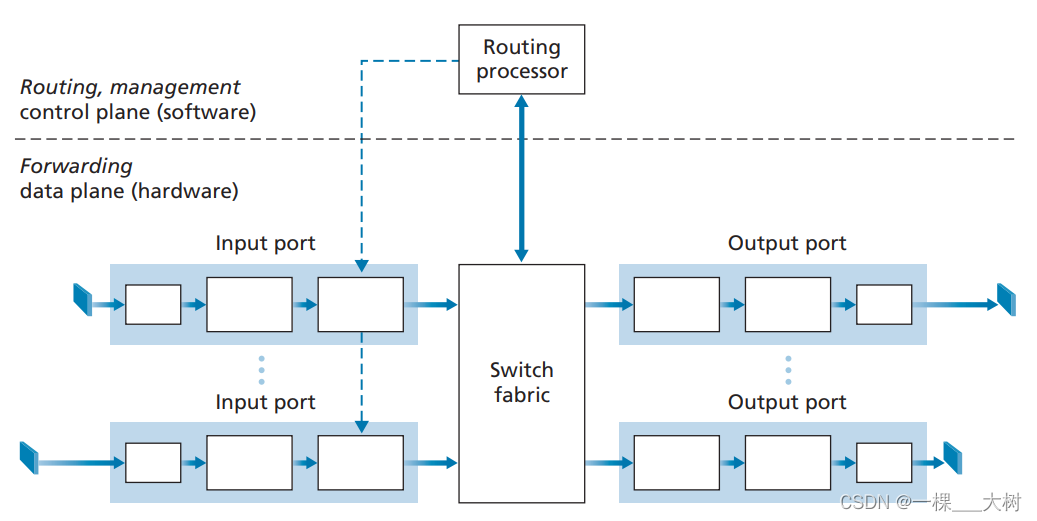 Routing
processor
Routing, management
control plane (software)
Forwarding
data plane (hardware)
Input port
Output port
Switch
fabric
Input port
Output port
CSDN @一棵___大树